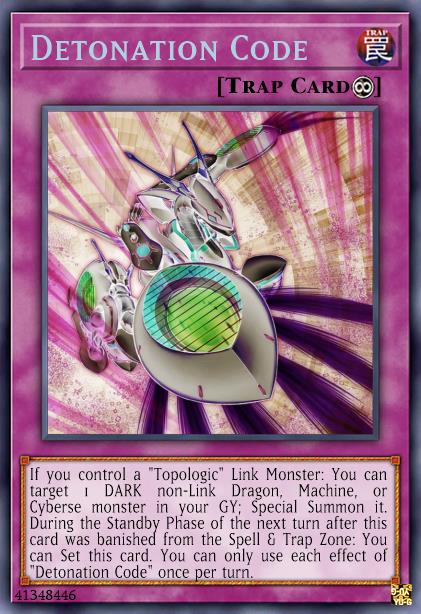 Detonation Code
TRAP
罠
[Trap Card]
If you control a "Topologic" Link Monster: You can
target 1 DARK non-Link Dragon, Machine, or
Cyberse monster in your GY; Special Summon it.
During the Standby Phase of the next turn after this
card was banished from the Spell & Trap Zone: You
can Set this card. You can only use each effect of
"Detonation Code" once per turn.
41348446